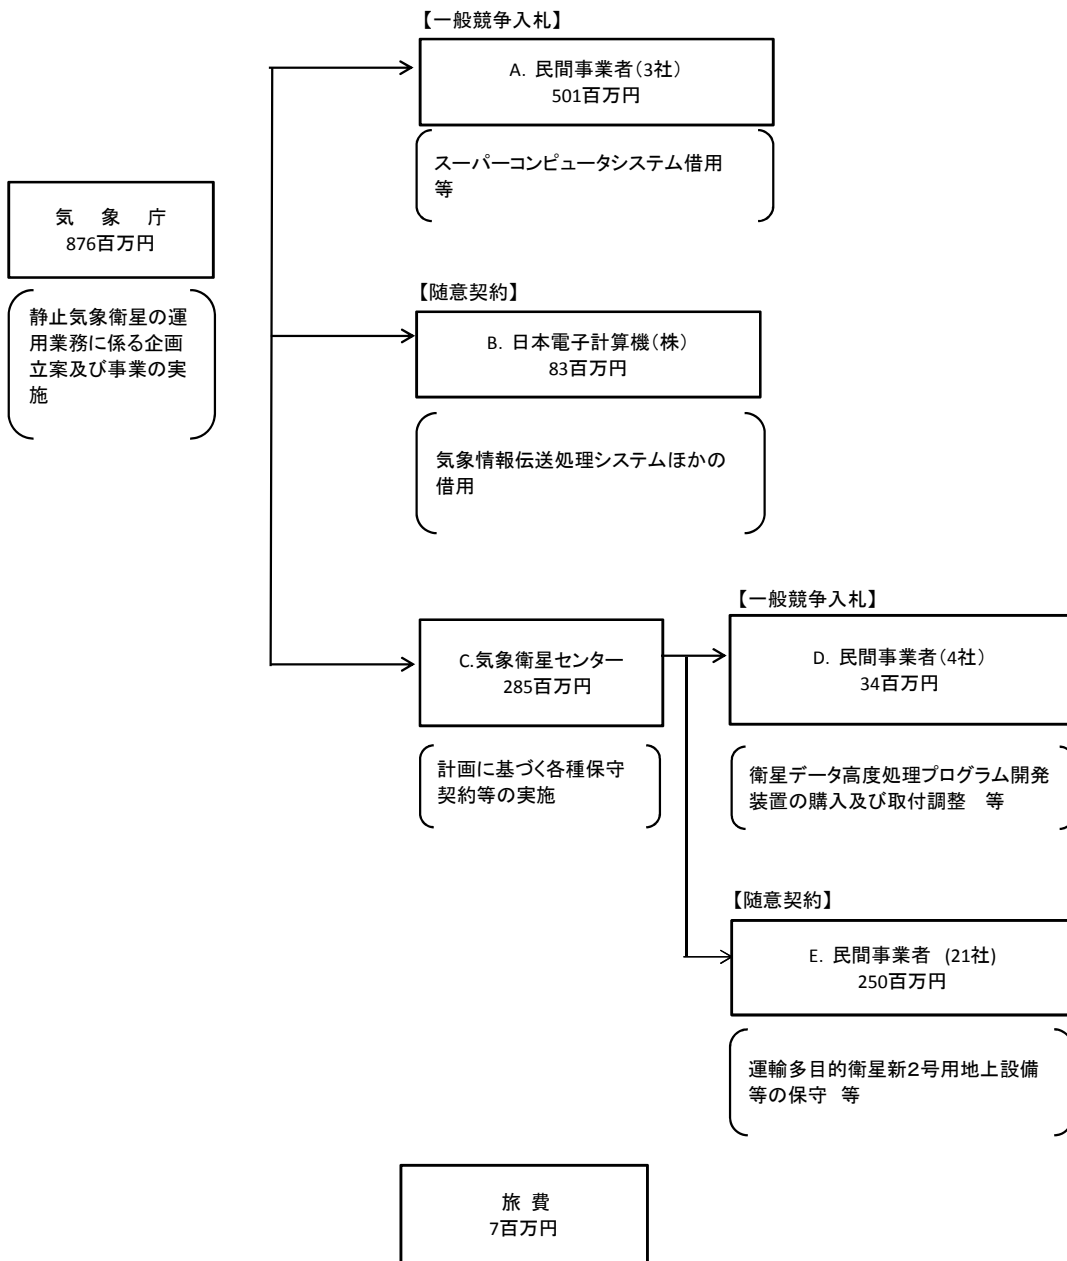 【一般競争入札】
A. 民間事業者(3社)
501百万円
スーパーコンピュータシステム借用
等
気 象 庁
876百万円
静止気象衛星の運
用業務に係る企画
立案及び事業の実
施
【随意契約】
B. 日本電子計算機(株)
83百万円
気象情報伝送処理システムほかの
借用
C.気象衛星センター
285百万円
計画に基づく各種保守
契約等の実施
【一般競争入札】
D. 民間事業者(4社)
34百万円
衛星データ高度処理プログラム開発
装置の購入及び取付調整 等
【随意契約】
E. 民間事業者 (21社)
250百万円
運輸多目的衛星新2号用地上設備
等の保守 等
旅 費
7百万円